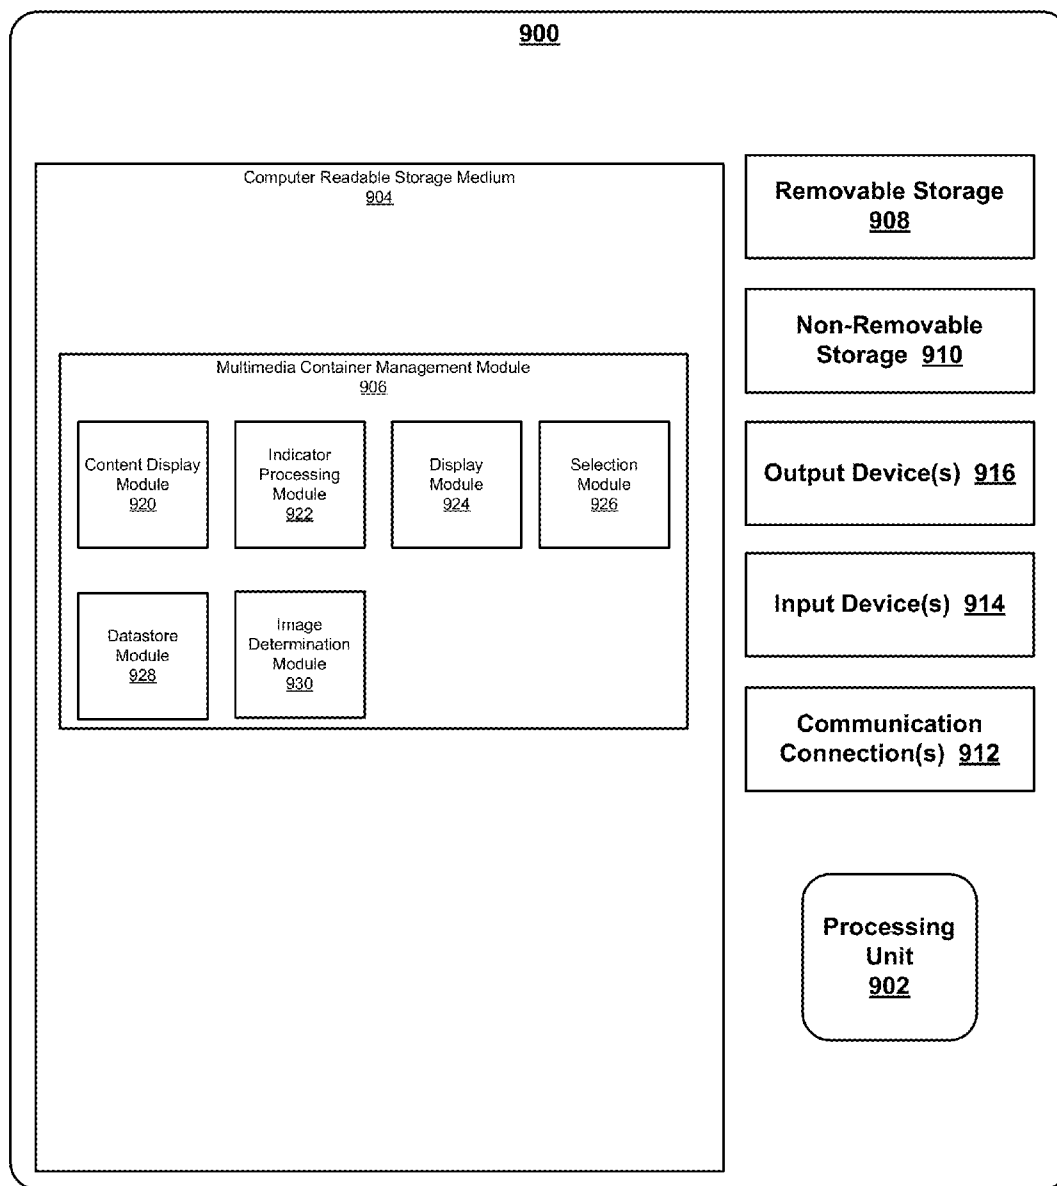 900
Computer Readable Storage Medium
904
Multimedia Container Management Module
906
Content Display
Module
920
Indicator
Processing
Module
922
Display
Module
924
Selection
Module
926
Datastore
Module
928
Image
Determination
Module
930
Removable Storage
908
Non-Removable
Storage 910
Output Device(s) 916
Input Device(s) 914
Communication
Connection(s) 912
Processing
Unit
902